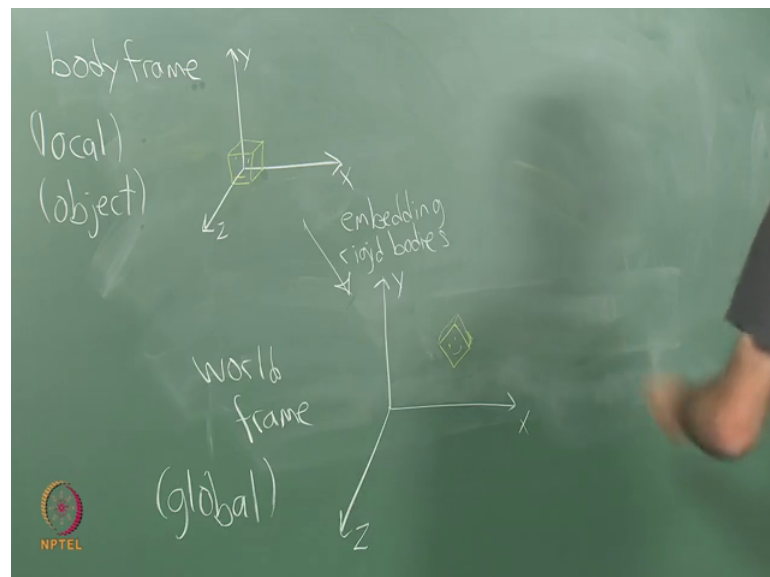 body frame
(local)
(object)
Y
X
Z
embedding
rigid bodies
world
frame
(global)
Y
X
Z
NPTEL